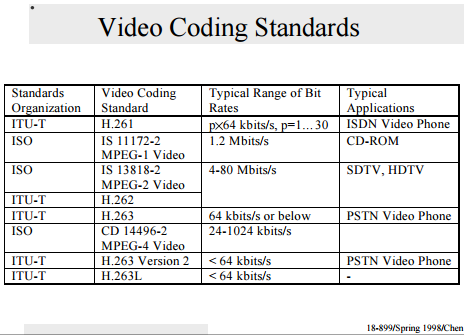 Video Coding Standards
Standards Organization Video Coding Standard Typical Range of Bit Rates Typical Applications
ITU-T H.261 p×64 kbits/s, p=1…30 ISDN Video Phone
ISO IS 11172-2 MPEG-1 Video 1.2 Mbits/s CD-ROM
ISO IS 13818-2 MPEG-2 Video 4-80 Mbits/s SDTV, HDTV
ITU-T H.262
ITU-T H.263 64 kbits/s or below PSTN Video Phone
ISO CD 14496-2 MPEG-4 Video 24-1024 kbits/s
ITU-T H.263 Version 2 < 64 kbits/s PSTN Video Phone
ITU-T H.263L < 64 kbits/s -
18-899/Spring 1998/Chen